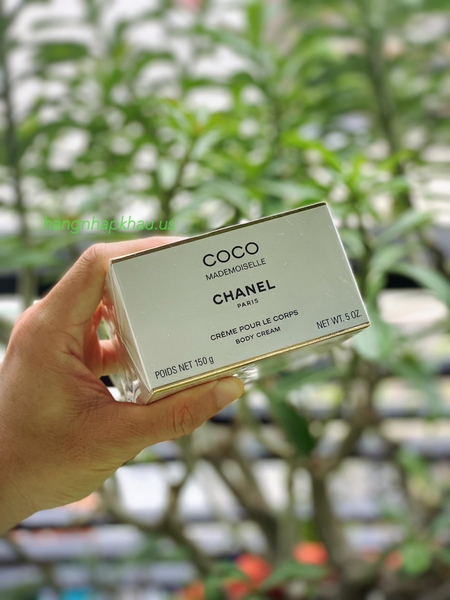 hangnhapkhau.us
COCO
MADEMOISELLE
CHANEL
PARIS
CRÈME POUR LE CORPS
BODY CREAM
POIDS NET 150 g
NET WT. 5 OZ.